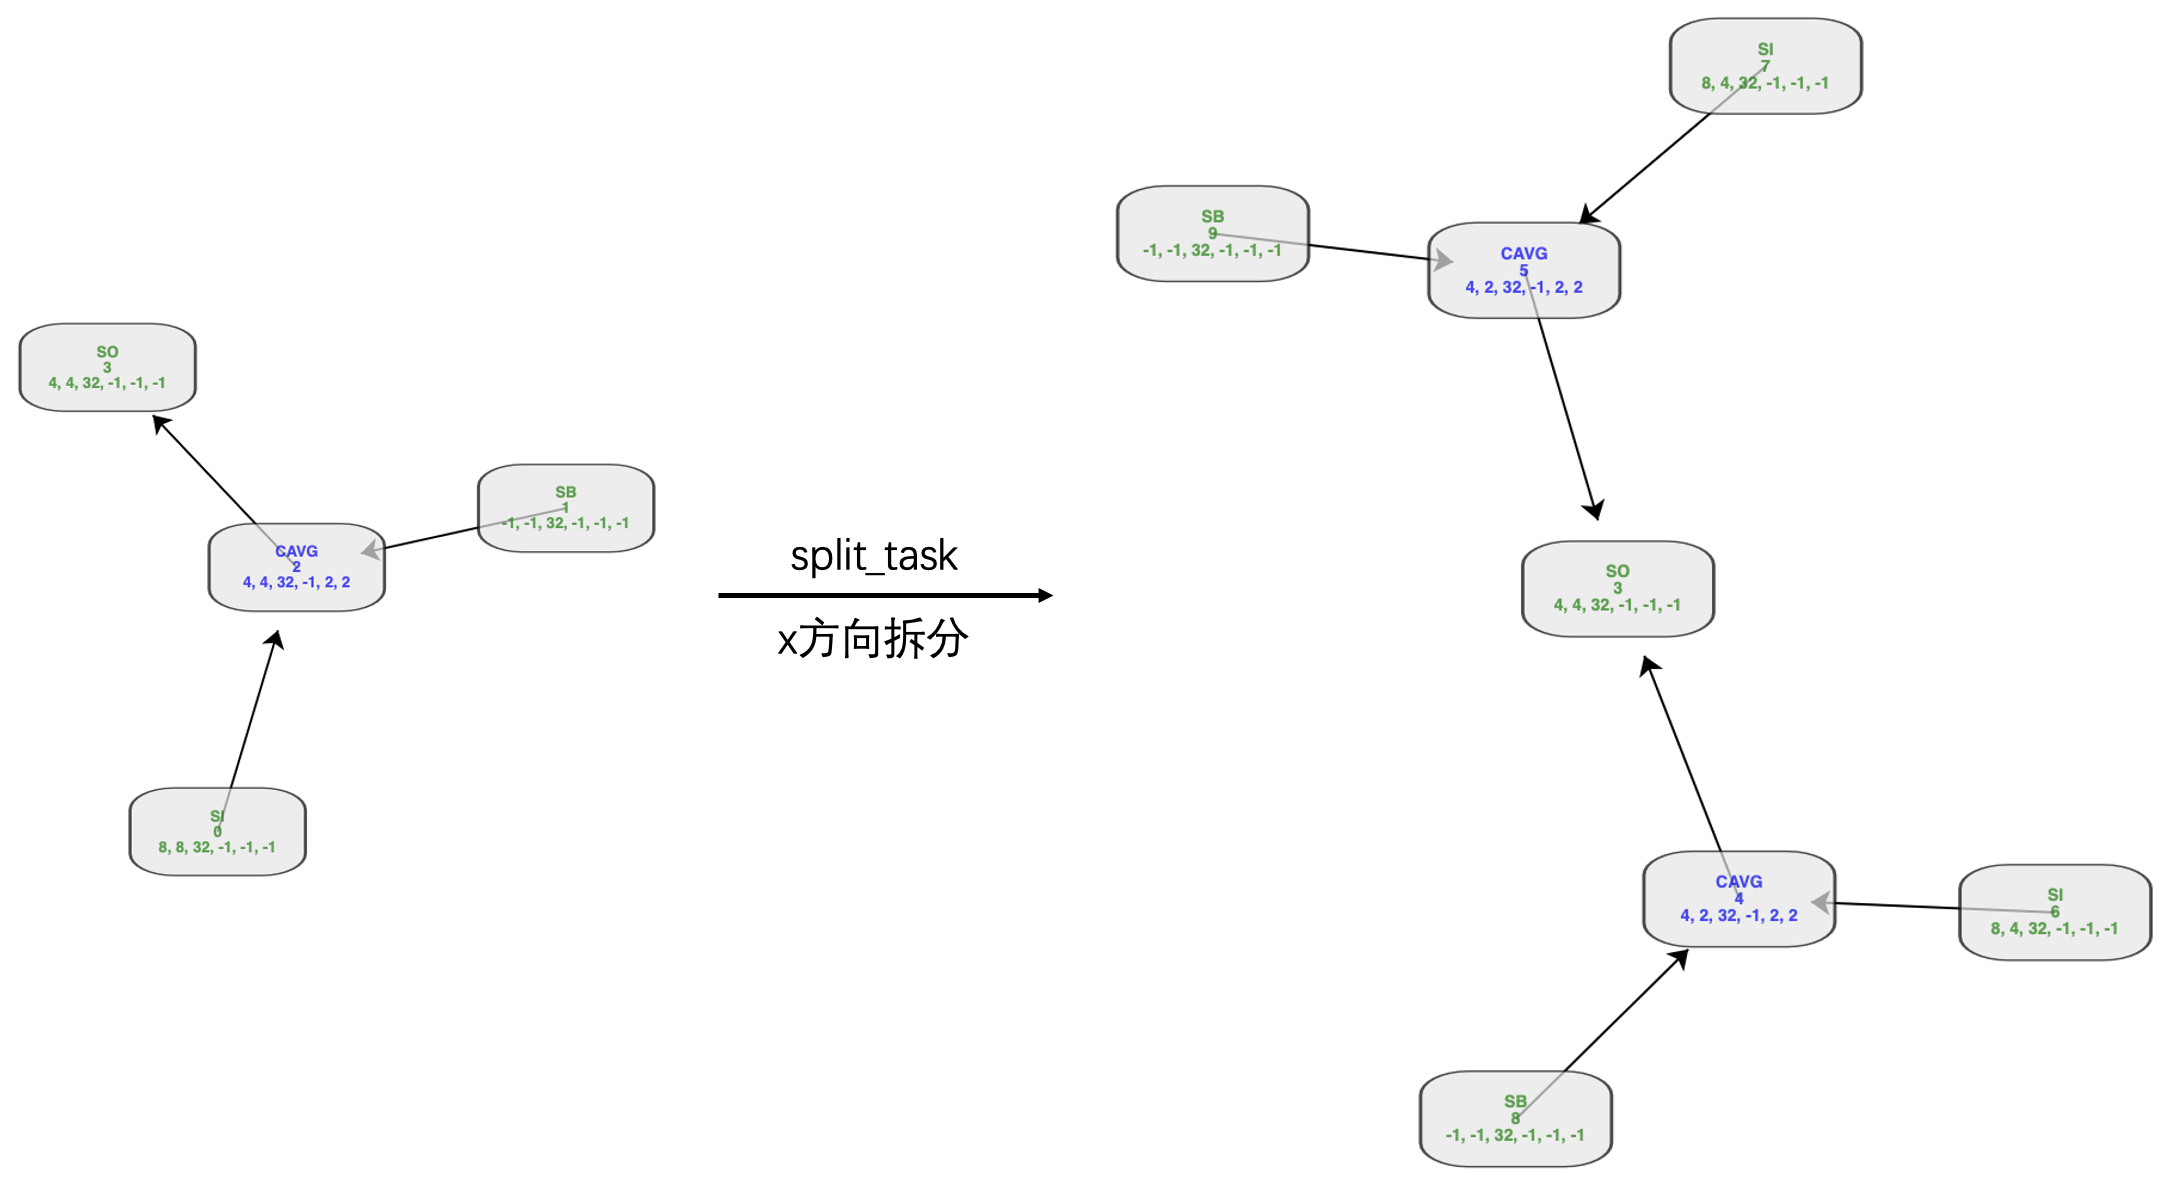 SO
3
4, 4, 32, -1, -1, -1
SB
1
-1, -1, 32, -1, -1, -1
CAVG
2
4, 4, 32, -1, 2, 2
SI
0
8, 8, 32, -1, -1, -1
split_task
x方向拆分
SI
7
8, 4, 32, -1, -1, -1
SB
9
-1, -1, 32, -1, -1, -1
CAVG
5
4, 2, 32, -1, 2, 2
SO
3
4, 4, 32, -1, -1, -1
CAVG
4
4, 2, 32, -1, 2, 2
SI
6
8, 4, 32, -1, -1, -1
SB
8
-1, -1, 32, -1, -1, -1